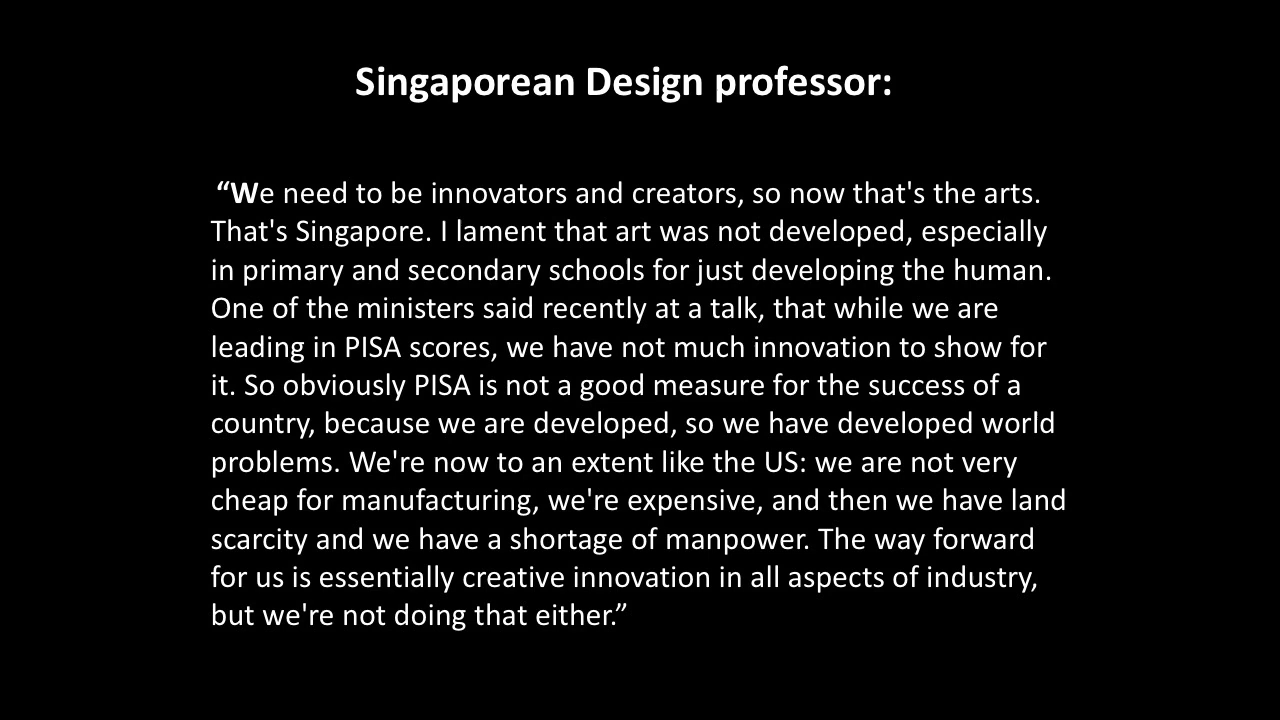 Singaporean Design professor:
“We need to be innovators and creators, so now that's the arts.
That's Singapore. I lament that art was not developed, especially
in primary and secondary schools for just developing the human.
One of the ministers said recently at a talk, that while we are
leading in PISA scores, we have not much innovation to show for
it. So obviously PISA is not a good measure for the success of a
country, because we are developed, so we have developed world
problems. We're now to an extent like the US: we are not very
cheap for manufacturing, we're expensive, and then we have land
scarcity and we have a shortage of manpower. The way forward
for us is essentially creative innovation in all aspects of industry,
but we're not doing that either.”